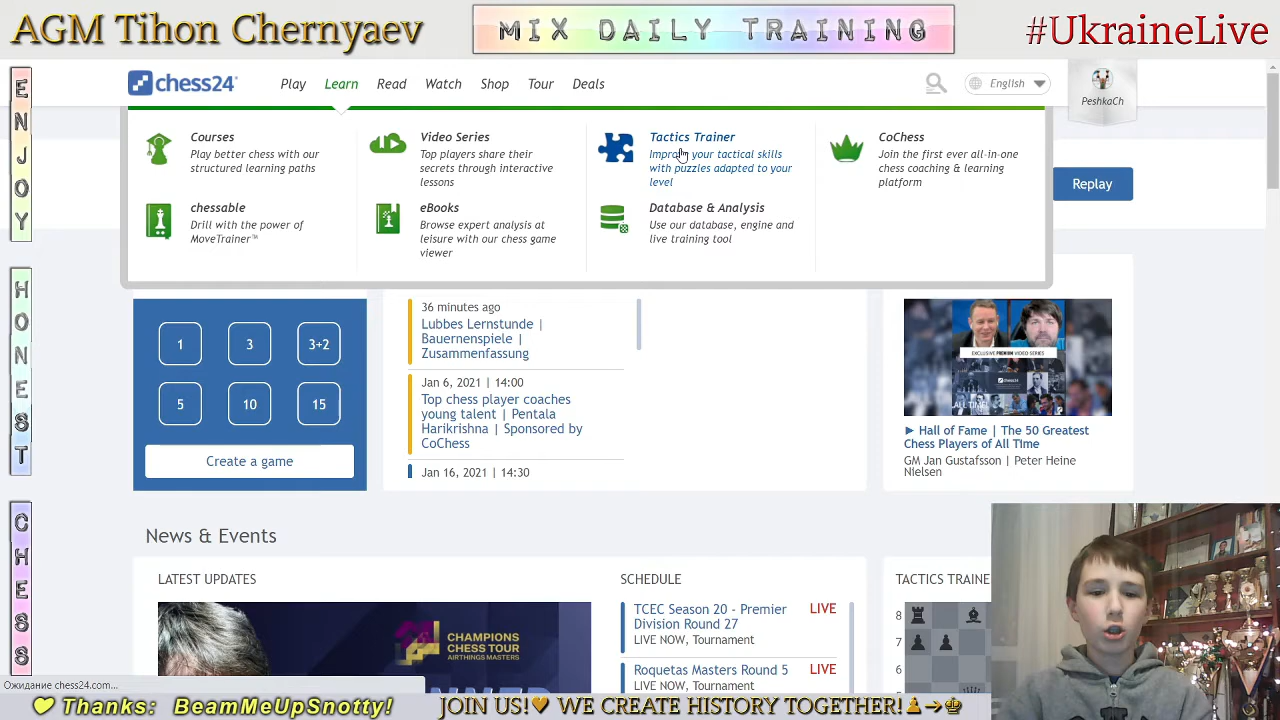 AGM Tihon Chernyaev
MIX DAILY TRAINING
#UkraineLive
ENJOY
HONEST
CHESS
chess24
Play
Learn
Read
Watch
Shop
Tour
Deals
English
PeshkaCh
Courses
Play better chess with our
structured learning paths
chessable
Drill with the power of
MoveTrainer™
Video Series
Top players share their
secrets through interactive
lessons
eBooks
Browse expert analysis at
leisure with our chess game
viewer
Tactics Trainer
Improve your tactical skills
with puzzles adapted to your
level
Database & Analysis
Use our database, engine and
live training tool
CoChess
Join the first ever all-in-one
chess coaching & learning
platform
Replay
1
3
3+2
5
10
15
Create a game
36 minutes ago
Lubbes Lernstunde |
Bauernenspiele |
Zusammenfassung
Jan 6, 2021 | 14:00
Top chess player coaches
young talent | Pentala
Harikrishna | Sponsored by
CoChess
Jan 16, 2021 | 14:30
EXCLUSIVE PREMIUM VIDEO SERIES
chess24
ALL TIME!
Hall of Fame | The 50 Greatest
Chess Players of All Time
GM Jan Gustafsson | Peter Heine
Nielsen
News & Events
LATEST UPDATES
CHAMPIONS
CHESS TOUR
AIRTHINGS MASTERS
SCHEDULE
TCEC Season 20 - Premier
Division Round 27
LIVE
LIVE NOW, Tournament
Roquetas Masters Round 5
LIVE
LIVE NOW, Tournament
TACTICS TRAINE
8
7
6
Ожидание chess24.com...
Thanks: BeamMeUpSnotty!
JOIN US! WE CREATE HISTORY TOGETHER!